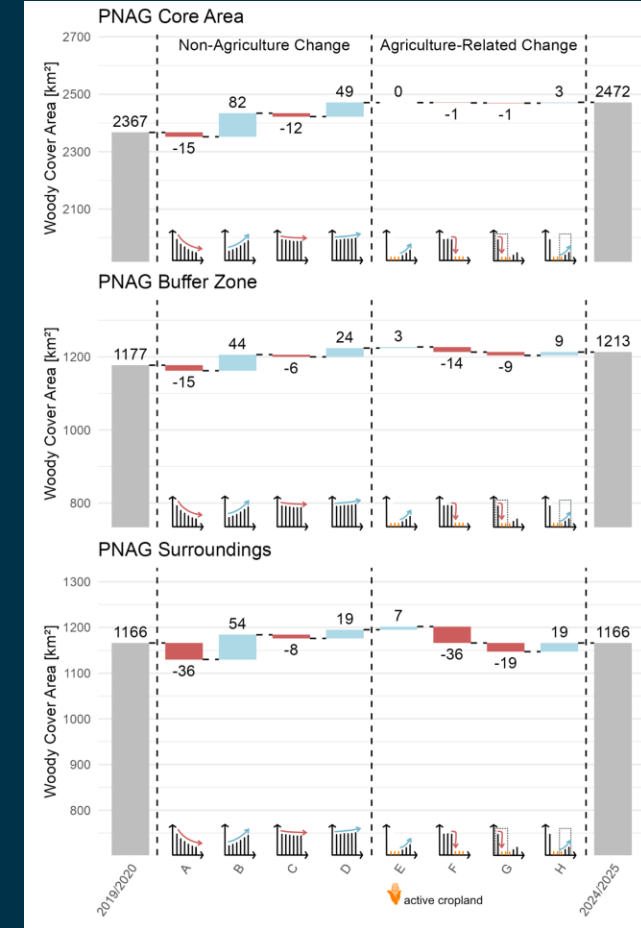 PNAG Core Area
Woody Cover Area [km²]
2700
2500
2300
2100
Non-Agriculture Change
Agriculture-Related Change
2367
-15
82
-12
49
0
-1
-1
3
2472
PNAG Buffer Zone
Woody Cover Area [km²]
1200
1000
800
1177
-15
44
-6
24
3
-14
-9
9
1213
PNAG Surroundings
Woody Cover Area [km²]
1300
1200
1100
1000
900
800
1166
-36
54
-8
19
7
-36
-19
19
1166
2019/2020
A
B
C
D
E
F
G
H
2024/2025
active cropland